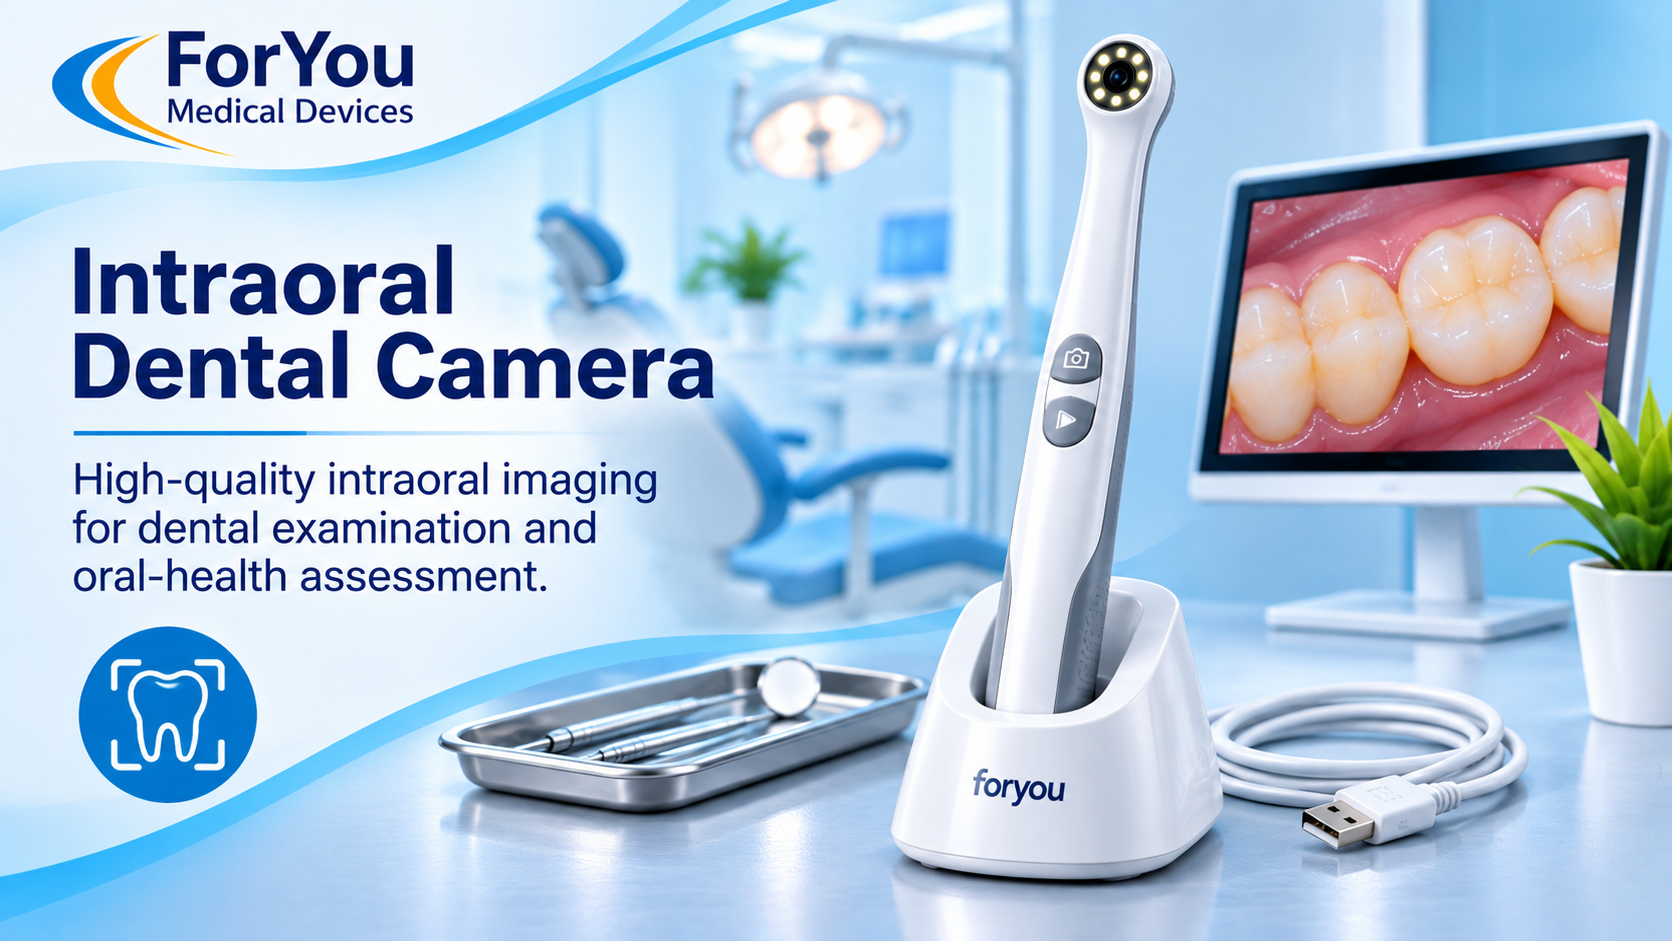 ForYou
Medical Devices
Intraoral
Dental Camera
High-quality intraoral imaging
for dental examination and
oral-health assessment.
foryou